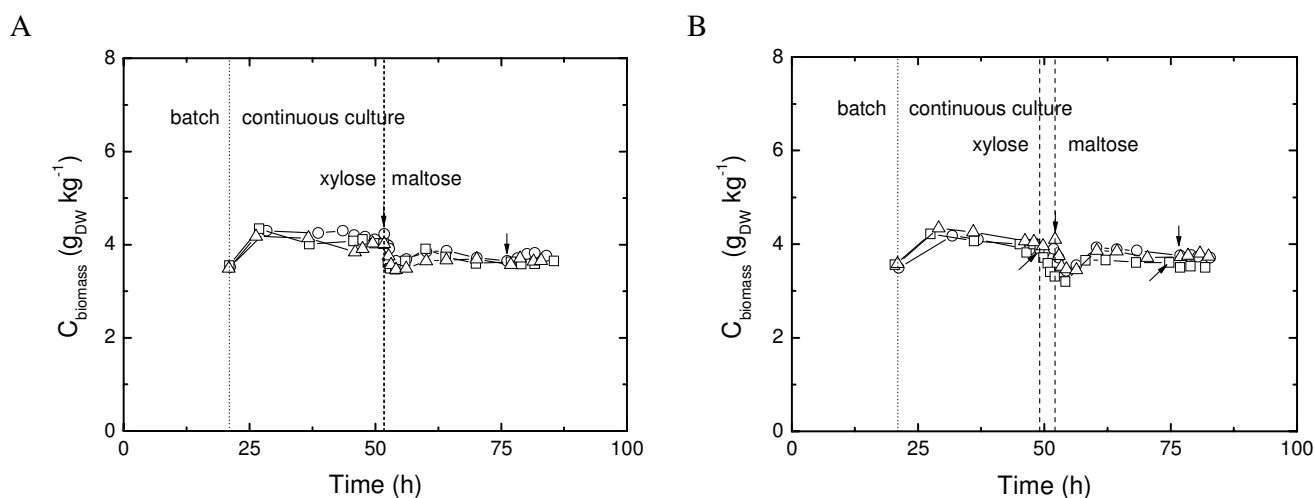 A
8
6
4
2
0
C_biomass (g_DW kg^-1)
batch
continuous culture
xylose
maltose
0
25
50
75
100
Time (h)
B
8
6
4
2
0
C_biomass (g_DW kg^-1)
batch
continuous culture
xylose
maltose
0
25
50
75
100
Time (h)